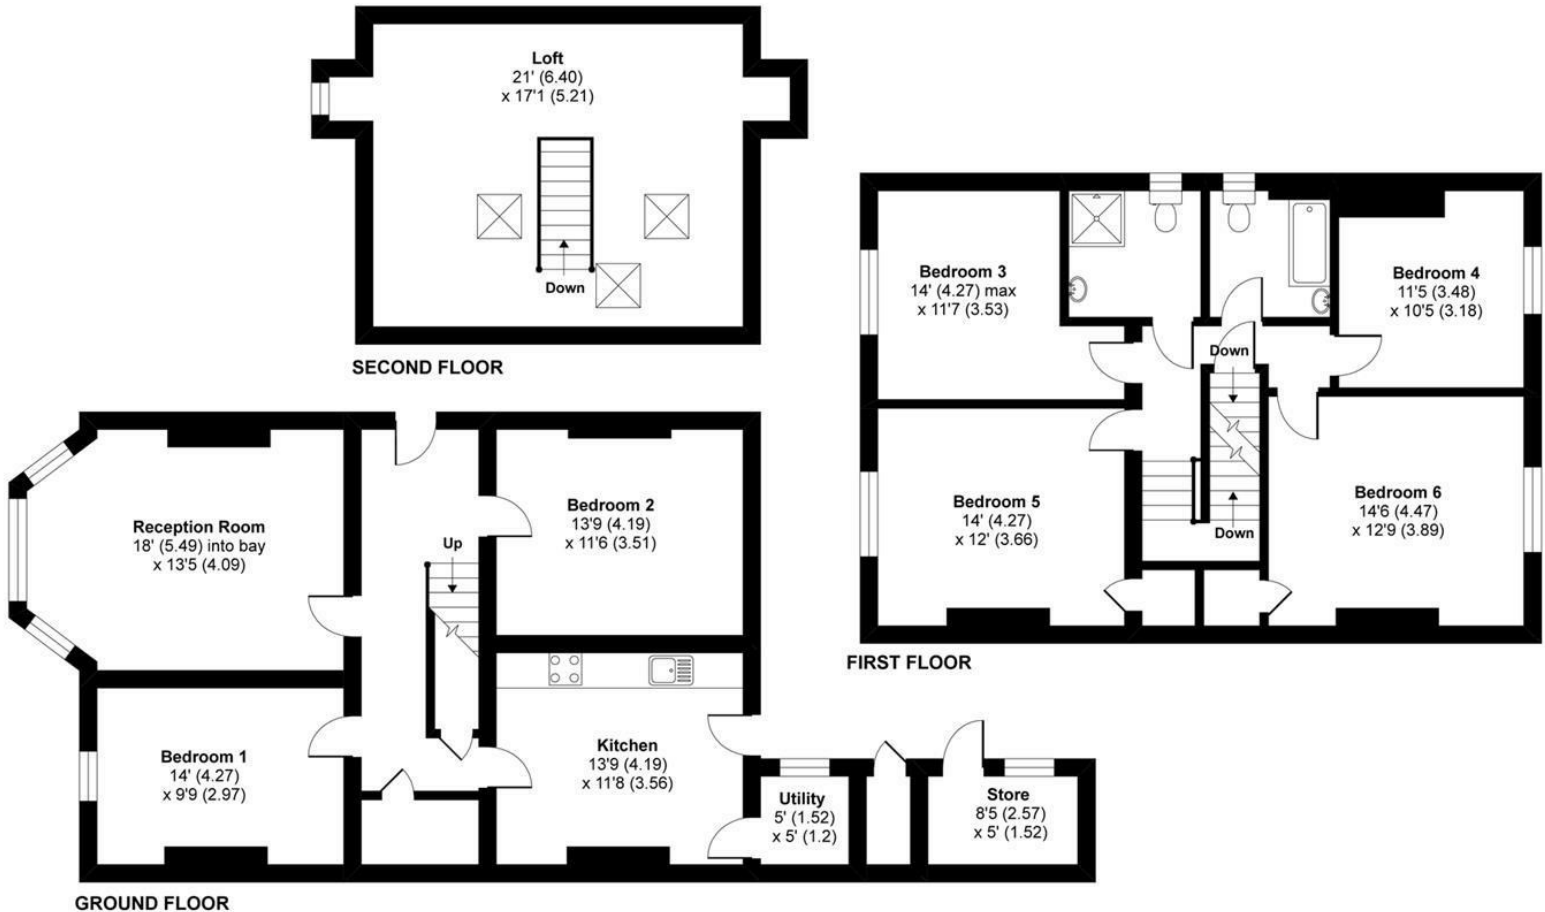 Loft
21' (6.40)
x 17'1 (5.21)
Down
SECOND FLOOR
Bedroom 3
14' (4.27) max
x 11'7 (3.53)
Bedroom 4
11'5 (3.48)
x 10'5 (3.18)
Down
Bedroom 5
14' (4.27)
x 12' (3.66)
Bedroom 6
14'6 (4.47)
x 12'9 (3.89)
Down
FIRST FLOOR
Reception Room
18' (5.49) into bay
x 13'5 (4.09)
Up
Bedroom 2
13'9 (4.19)
x 11'6 (3.51)
Bedroom 1
14' (4.27)
x 9'9 (2.97)
Kitchen
13'9 (4.19)
x 11'8 (3.56)
Utility
5' (1.52)
x 5' (1.2)
Store
8'5 (2.57)
x 5' (1.52)
GROUND FLOOR